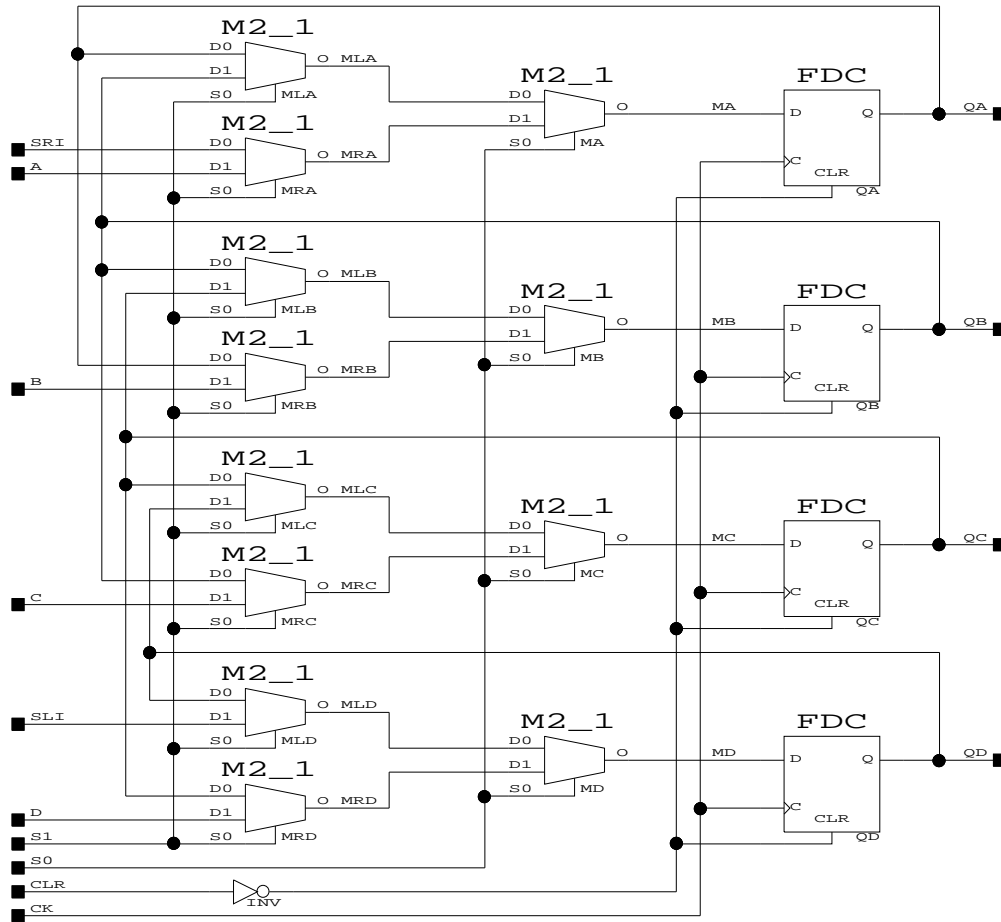 M2_1
D0
O MLA
D1
M2_1
FDC
S0
MLA
D0
O
MA
D
Q
QA
M2_1
D1
SRI
D0
O MRA
S0
MA
A
D1
C
CLR
S0
MRA
QA
M2_1
D0
O MLB
D1
M2_1
FDC
S0
MLB
D0
O
MB
D
Q
QB
M2_1
D1
D0
O MRB
S0
MB
B
D1
C
CLR
S0
MRB
QB
M2_1
D0
O MLC
D1
M2_1
FDC
S0
MLC
D0
O
MC
D
Q
QC
M2_1
D1
D0
O MRC
S0
MC
C
D1
C
CLR
S0
MRC
QC
M2_1
D0
O MLD
SLI
D1
M2_1
FDC
S0
MLD
D0
O
MD
D
Q
QD
M2_1
D1
D0
O MRD
S0
MD
D
D1
C
CLR
S1
S0
MRD
QD
S0
CLR
INV
CK